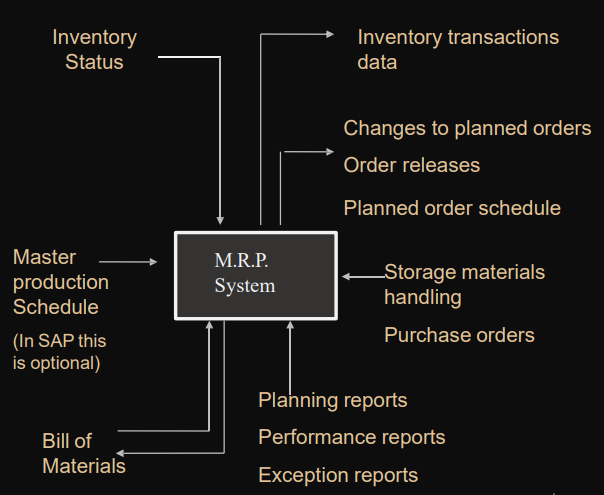 Inventory
Status
Inventory transactions
data
Changes to planned orders
Order releases
Planned order schedule
M.R.P.
System
Master
production
Schedule
(In SAP this
is optional)
Storage materials
handling
Purchase orders
Planning reports
Performance reports
Exception reports
Bill of
Materials